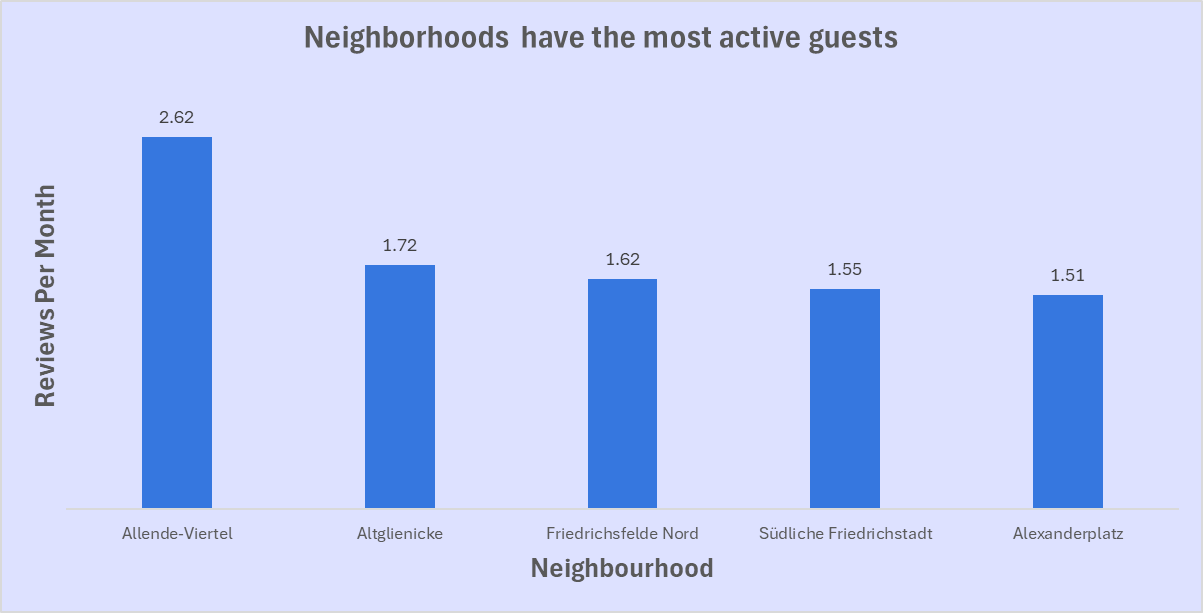 Neighborhoods  have the most active guests
Reviews Per Month
2.62
1.72
1.62
1.55
1.51
Allende-Viertel
Altglienicke
Friedrichsfelde Nord
Südliche Friedrichstadt
Alexanderplatz
Neighbourhood